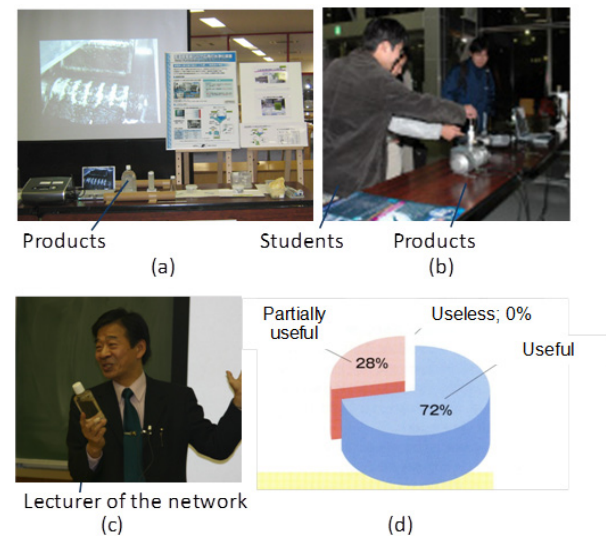 Products
(a)
Students
Products
(b)
Lecturer of the network
(c)
Partially
useful
Useless; 0%
Useful
28%
72%
(d)